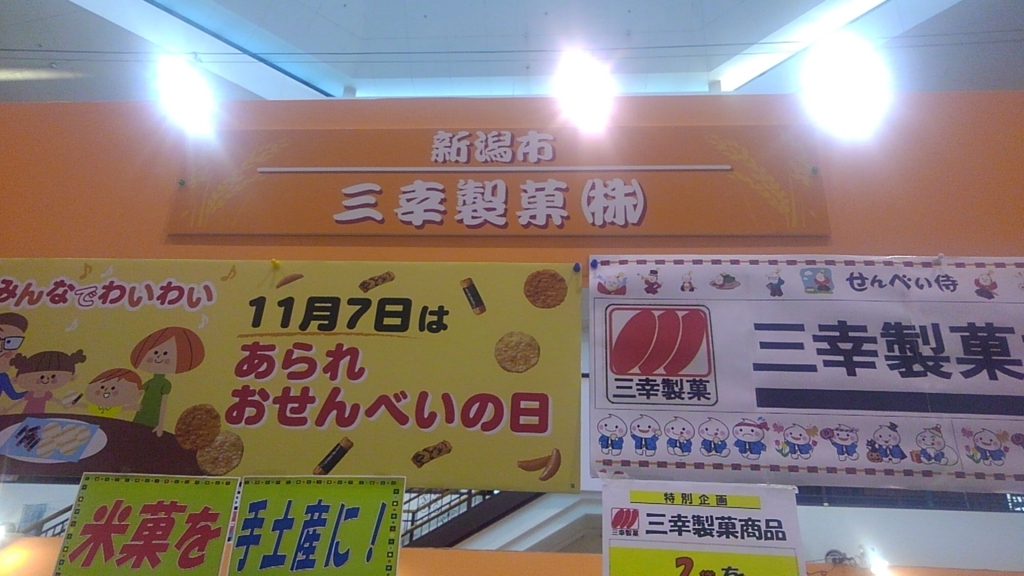 新潟市
三幸製菓㈱
みんなでわいわい
11月7日は
あられ
おせんべいの日
せんべい侍
三幸製菓
三幸製菓
米菓を
手土産に!
特別企画
三幸製菓商品